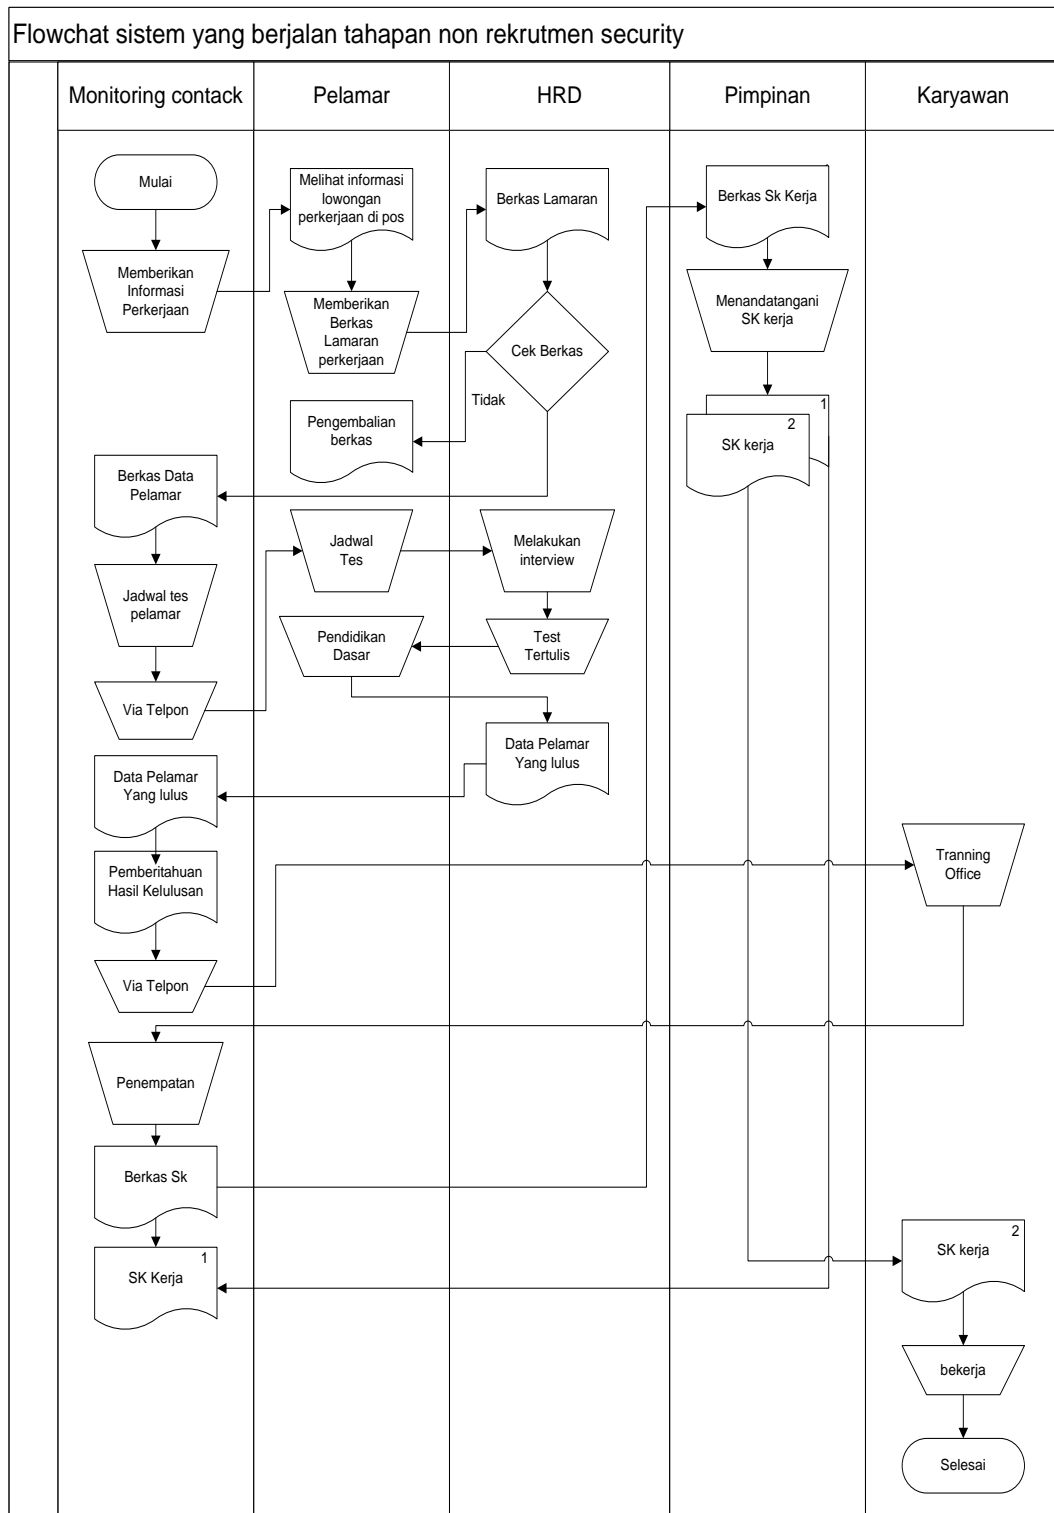 Flowchat sistem yang berjalan tahapan non rekrutmen security
Monitoring contack
Pelamar
HRD
Pimpinan
Karyawan
Mulai
Melihat informasi
lowongan
perkerjaan di pos
Berkas Lamaran
Berkas Sk Kerja
Memberikan
Informasi
Perkerjaan
Memberikan
Berkas
Lamaran
perkerjaan
Cek Berkas
Menandatangani
SK kerja
Tidak
Pengembalian
berkas
1
2
SK kerja
Berkas Data
Pelamar
Jadwal
Tes
Melakukan
interview
Jadwal tes
pelamar
Pendidikan
Dasar
Test
Tertulis
Via Telpon
Data Pelamar
Yang lulus
Data Pelamar
Yang lulus
Pemberitahuan
Hasil Kelulusan
Tranning
Office
Via Telpon
Penempatan
Berkas Sk
1
SK Kerja
2
SK kerja
bekerja
Selesai